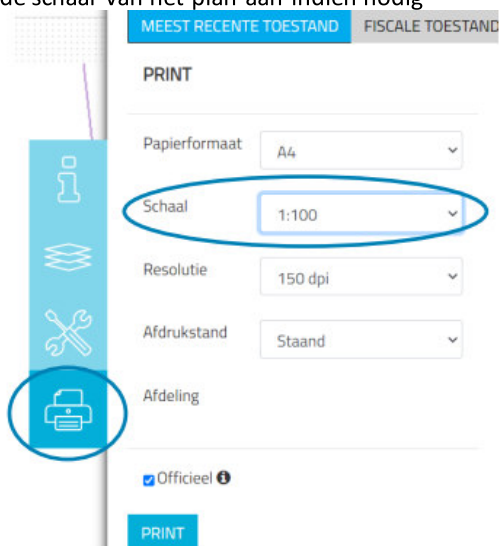 de schaal van het plan aan indien nodig
MEEST RECENTE TOESTAND FISCALE TOESTAND
PRINT
Papierformaat A4
Schaal 1:100
Resolutie 150 dpi
Afdrukstand Staand
Afdeling
Officieel
PRINT